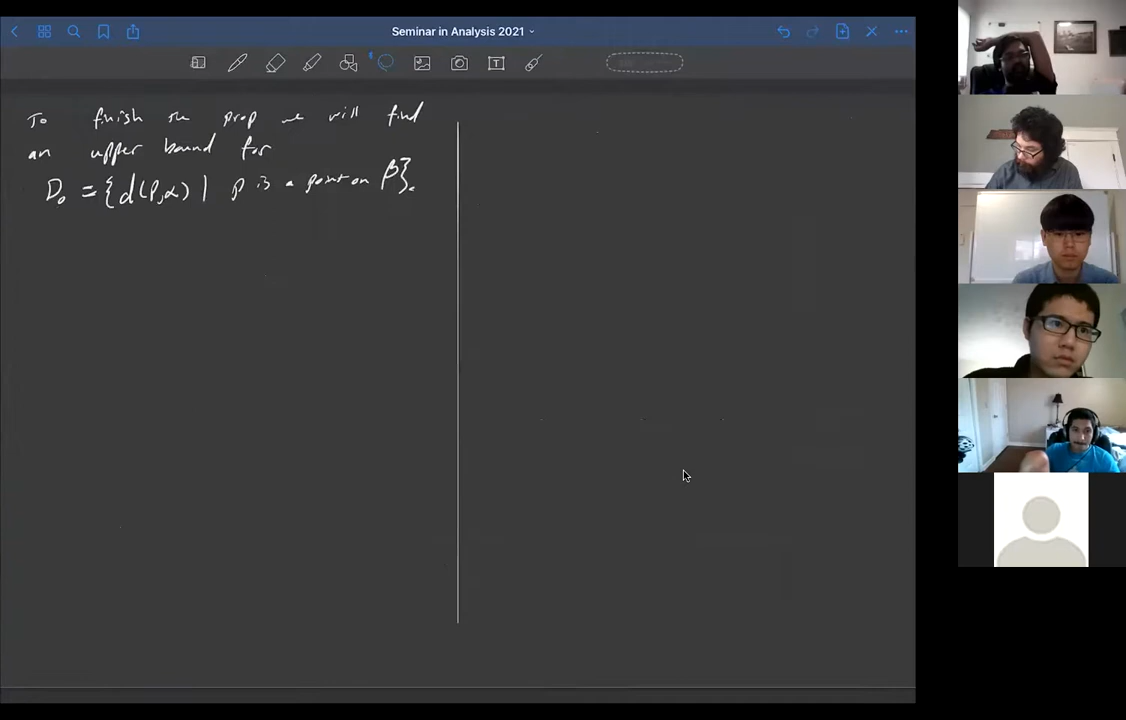 Seminar in Analysis 2021
To finish the prop we will find
an upper bound for
D₀ = {d(p,α) | p is a point on β}.